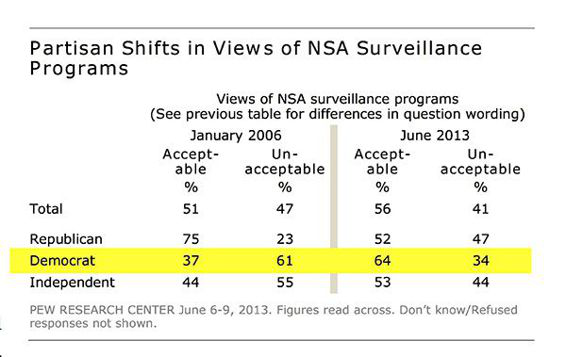 Partisan Shifts in Views of NSA Surveillance
Programs
Views of NSA surveillance programs
(See previous table for differences in question wording)
January 2006 June 2013
Accept- Un- Accept- Un-
able acceptable able acceptable
% % % %
Total 51 47 56 41
Republican 75 23 52 47
Democrat 37 61 64 34
Independent 44 55 53 44
PEW RESEARCH CENTER June 6-9, 2013. Figures read across. Don’t know/Refused
responses not shown.